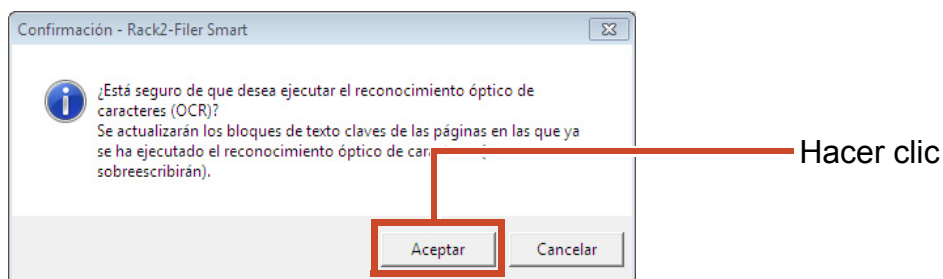 Confirmación - Rack2-Filer Smart
¿Está seguro de que desea ejecutar el reconocimiento óptico de
caracteres (OCR)?
Se actualizarán los bloques de texto claves de las páginas en las que ya
se ha ejecutado el reconocimiento óptico de
sobreescribirán).
Hacer clic
Aceptar
Cancelar